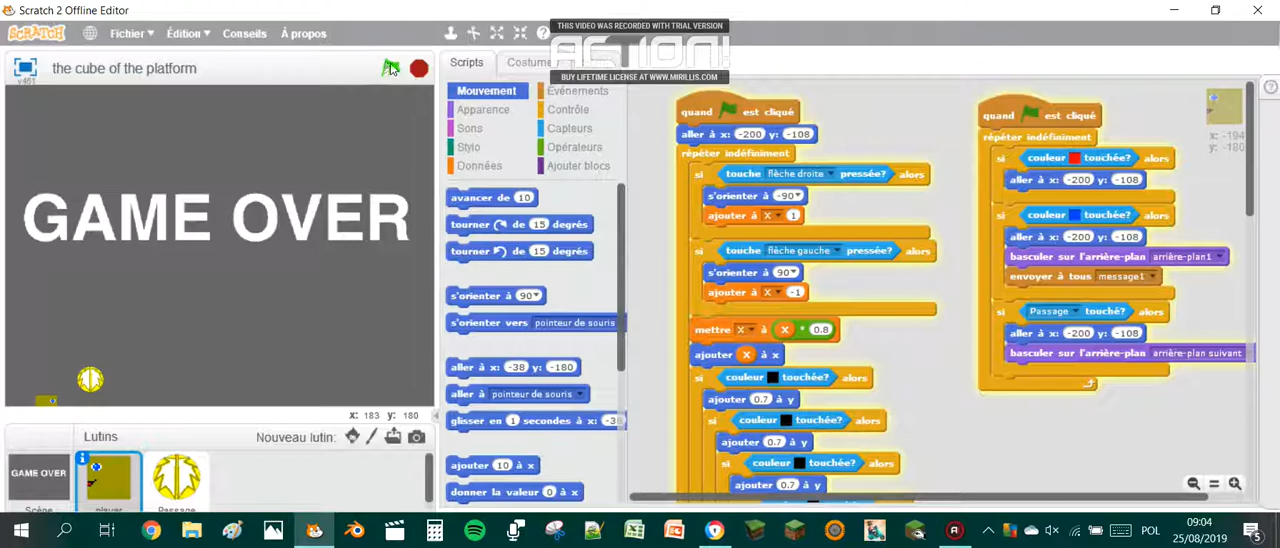 Scratch 2 Offline Editor
THIS VIDEO WAS RECORDED WITH TRIAL VERSION
ACTION!
BUY LIFETIME LICENSE AT WWW.MIRILLIS.COM
SCRATCH Fichier Édition Conseils À propos
the cube of the platform
v461
GAME OVER
x: 183 y: 180
Lutins Nouveau lutin:
GAME OVER
Scène
player
Passage
Scripts
Mouvement Événements
Apparence Contrôle
Sons Capteurs
Stylo Opérateurs
Données Ajouter blocs
avancer de 10
tourner de 15 degrés
tourner de 15 degrés
s'orienter à 90
s'orienter vers pointeur de souris
aller à x: -38 y: -180
aller à pointeur de souris
glisser en 1 secondes à x: -38
ajouter 10 à x
donner la valeur 0 à x
quand est cliqué
aller à x: -200 y: -108
répéter indéfiniment
si touche flèche droite pressée? alors
s'orienter à -90
ajouter à X 1
si touche flèche gauche pressée? alors
s'orienter à 90
ajouter à X -1
mettre X à X * 0.8
ajouter X à x
si couleur touchée? alors
ajouter 0.7 à y
si couleur touchée? alors
ajouter 0.7 à y
si couleur touchée? alors
ajouter 0.7 à y
quand est cliqué
répéter indéfiniment
si couleur touchée? alors
aller à x: -200 y: -108
si couleur touchée? alors
aller à x: -200 y: -108
basculer sur l'arrière-plan arrière-plan1
envoyer à tous message1
si Passage touché? alors
aller à x: -200 y: -108
basculer sur l'arrière-plan arrière-plan suivant
x: -194
y: -180
POL
09:04
25/08/2019
5